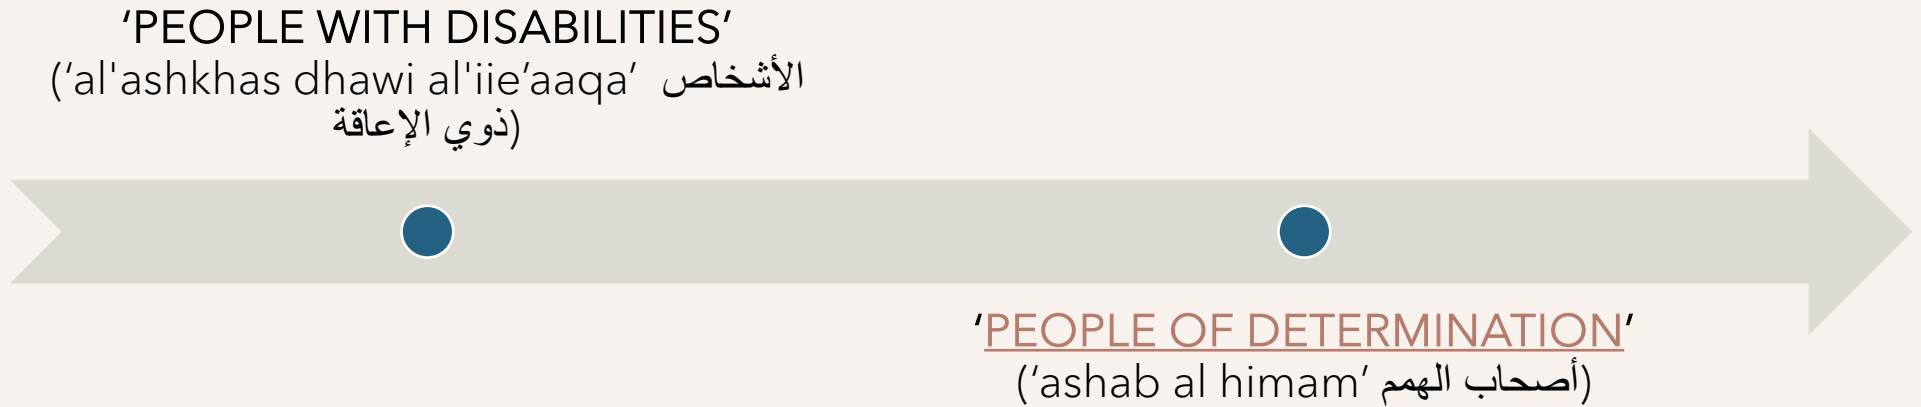 ‘PEOPLE WITH DISABILITIES’
(‘al'ashkhas dhawi al'iie’aaqa’ الأشخاص
ذوي الإعاقة)
‘PEOPLE OF DETERMINATION’
(‘ashab al himam’ أصحاب الهمم)